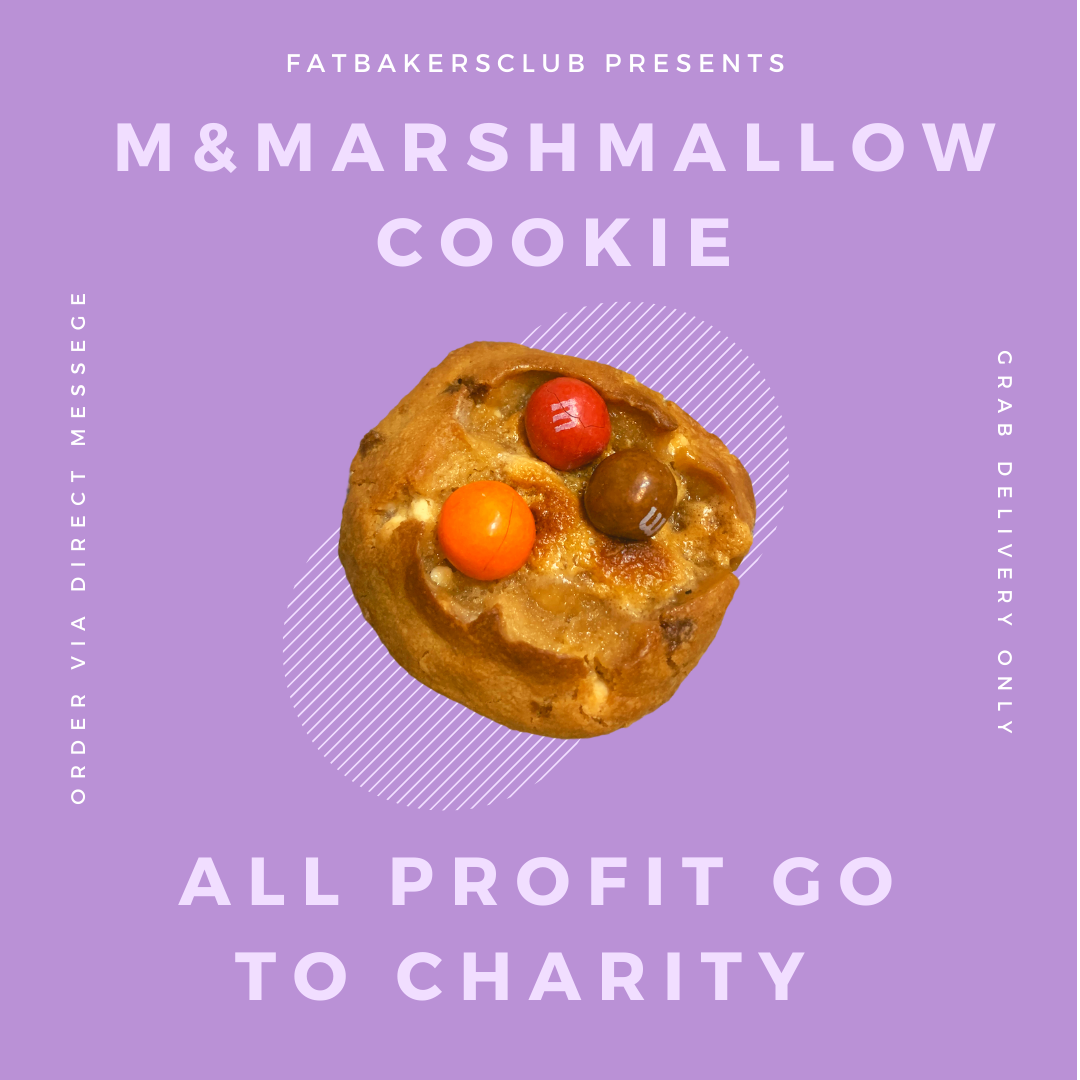 FATBAKERSCLUB PRESENTS
M&MARSHMALLOW
COOKIE
ORDER VIA DIRECT MESSEGE
GRAB DELIVERY ONLY
m
m
ALL PROFIT GO
TO CHARITY